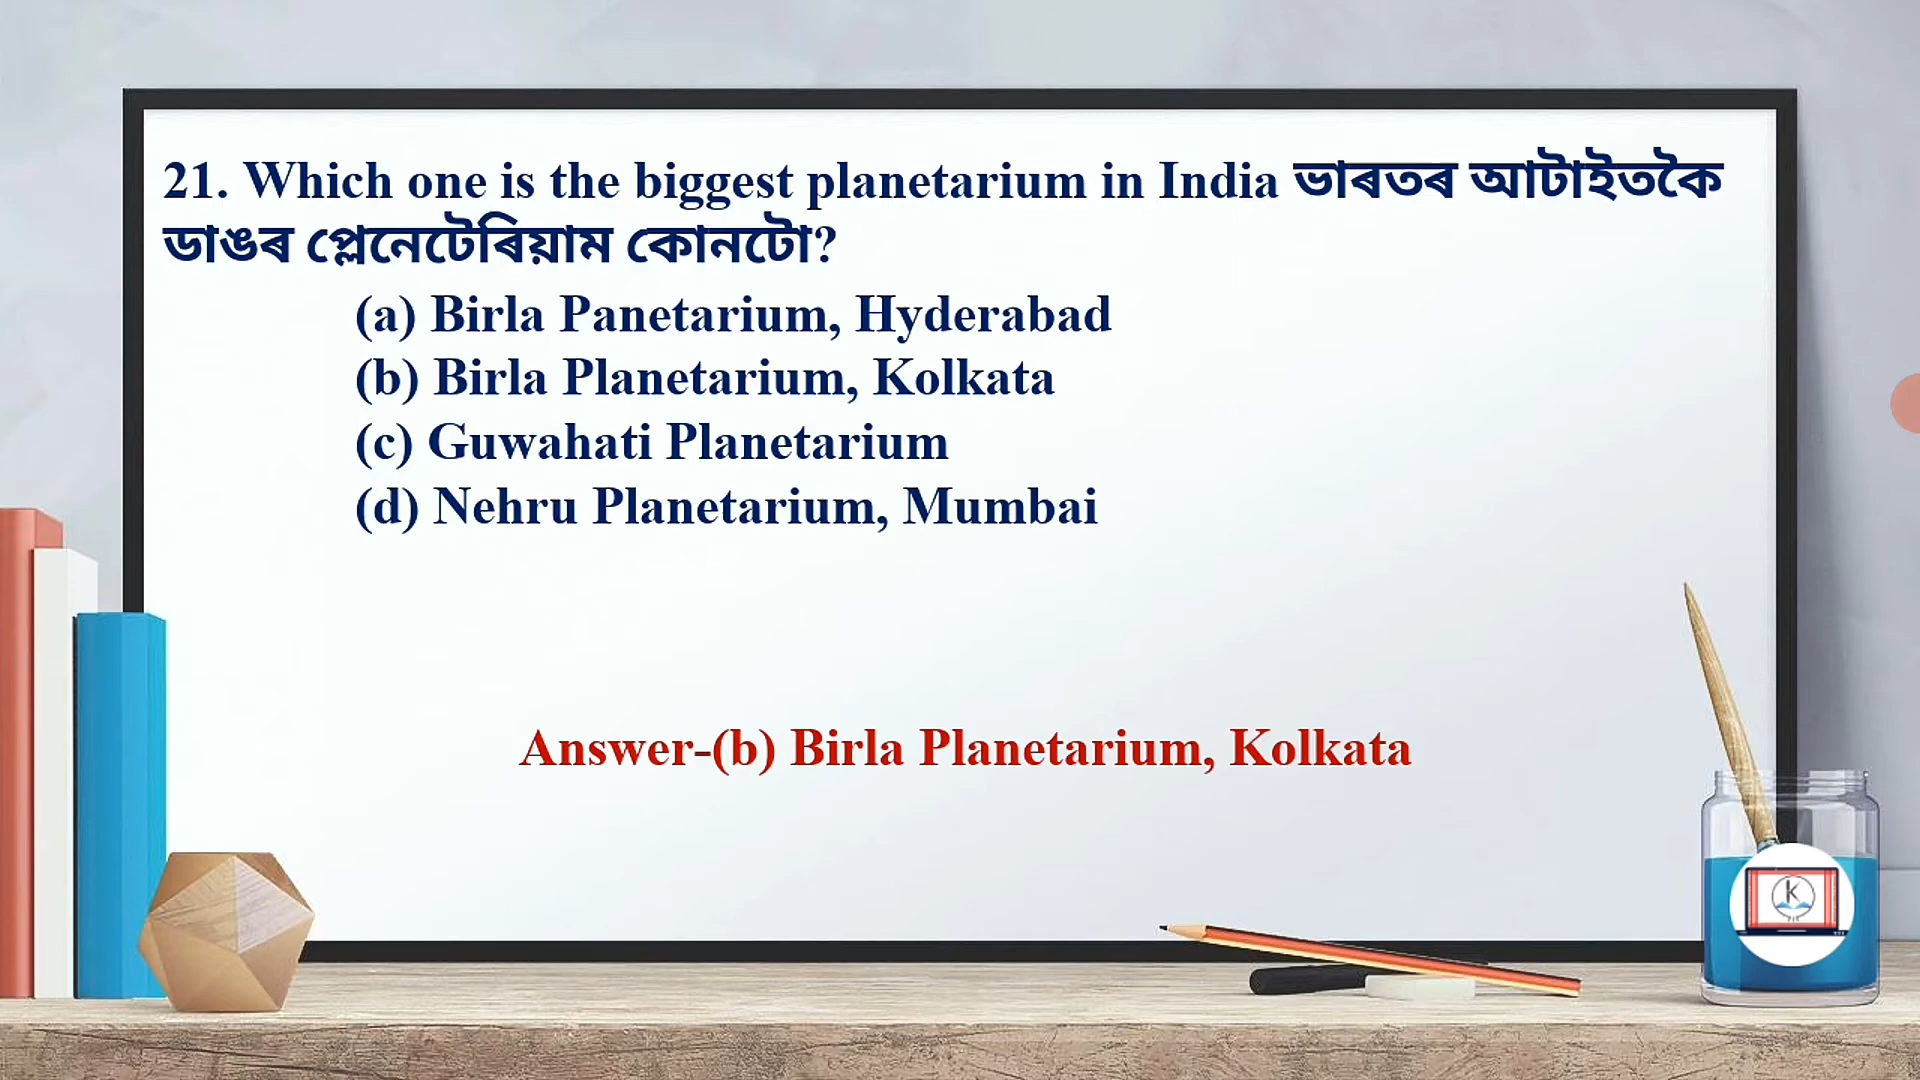 21. Which one is the biggest planetarium in India ভাৰতৰ আটাইতকৈ
ডাঙৰ প্লেনেটেৰিয়াম কোনটো?
(a) Birla Panetarium, Hyderabad
(b) Birla Planetarium, Kolkata
(c) Guwahati Planetarium
(d) Nehru Planetarium, Mumbai
Answer-(b) Birla Planetarium, Kolkata
K